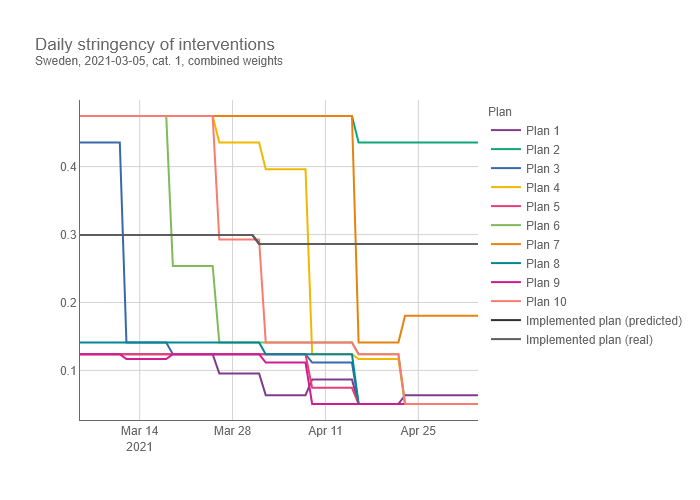 Daily stringency of interventions
Sweden, 2021-03-05, cat. 1, combined weights
Plan
Plan 1
Plan 2
Plan 3
Plan 4
Plan 5
Plan 6
Plan 7
Plan 8
Plan 9
Plan 10
Implemented plan (predicted)
Implemented plan (real)
0.4
0.3
0.2
0.1
Mar 14
2021
Mar 28
Apr 11
Apr 25